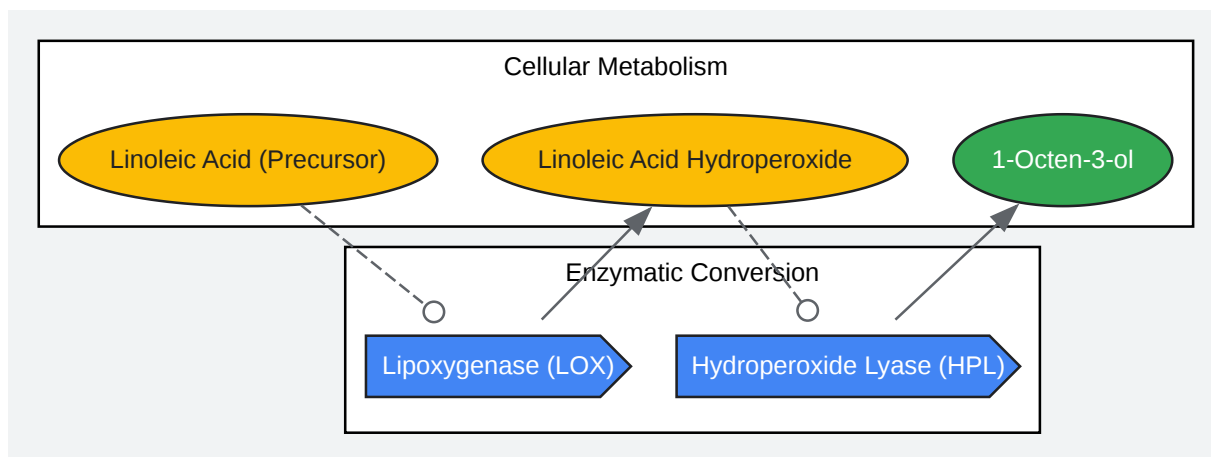 Cellular Metabolism
Linoleic Acid (Precursor)
Linoleic Acid Hydroperoxide
1-Octen-3-ol
Enzymatic Conversion
Lipoxygenase (LOX)
Hydroperoxide Lyase (HPL)